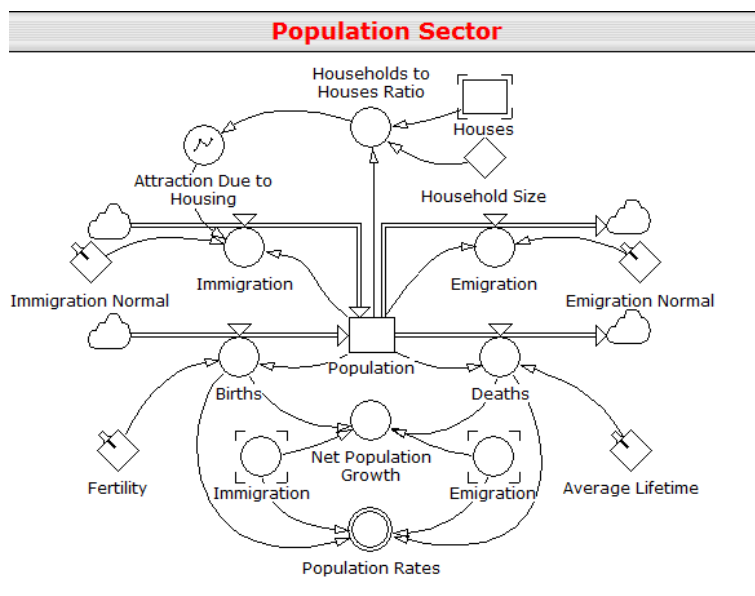 Population Sector
Households to
Houses Ratio
Houses
Attraction Due to
Housing
Household Size
Immigration Normal
Immigration
Emigration
Emigration Normal
Population
Births
Deaths
Fertility
Immigration
Net Population
Growth
Emigration
Average Lifetime
Population Rates